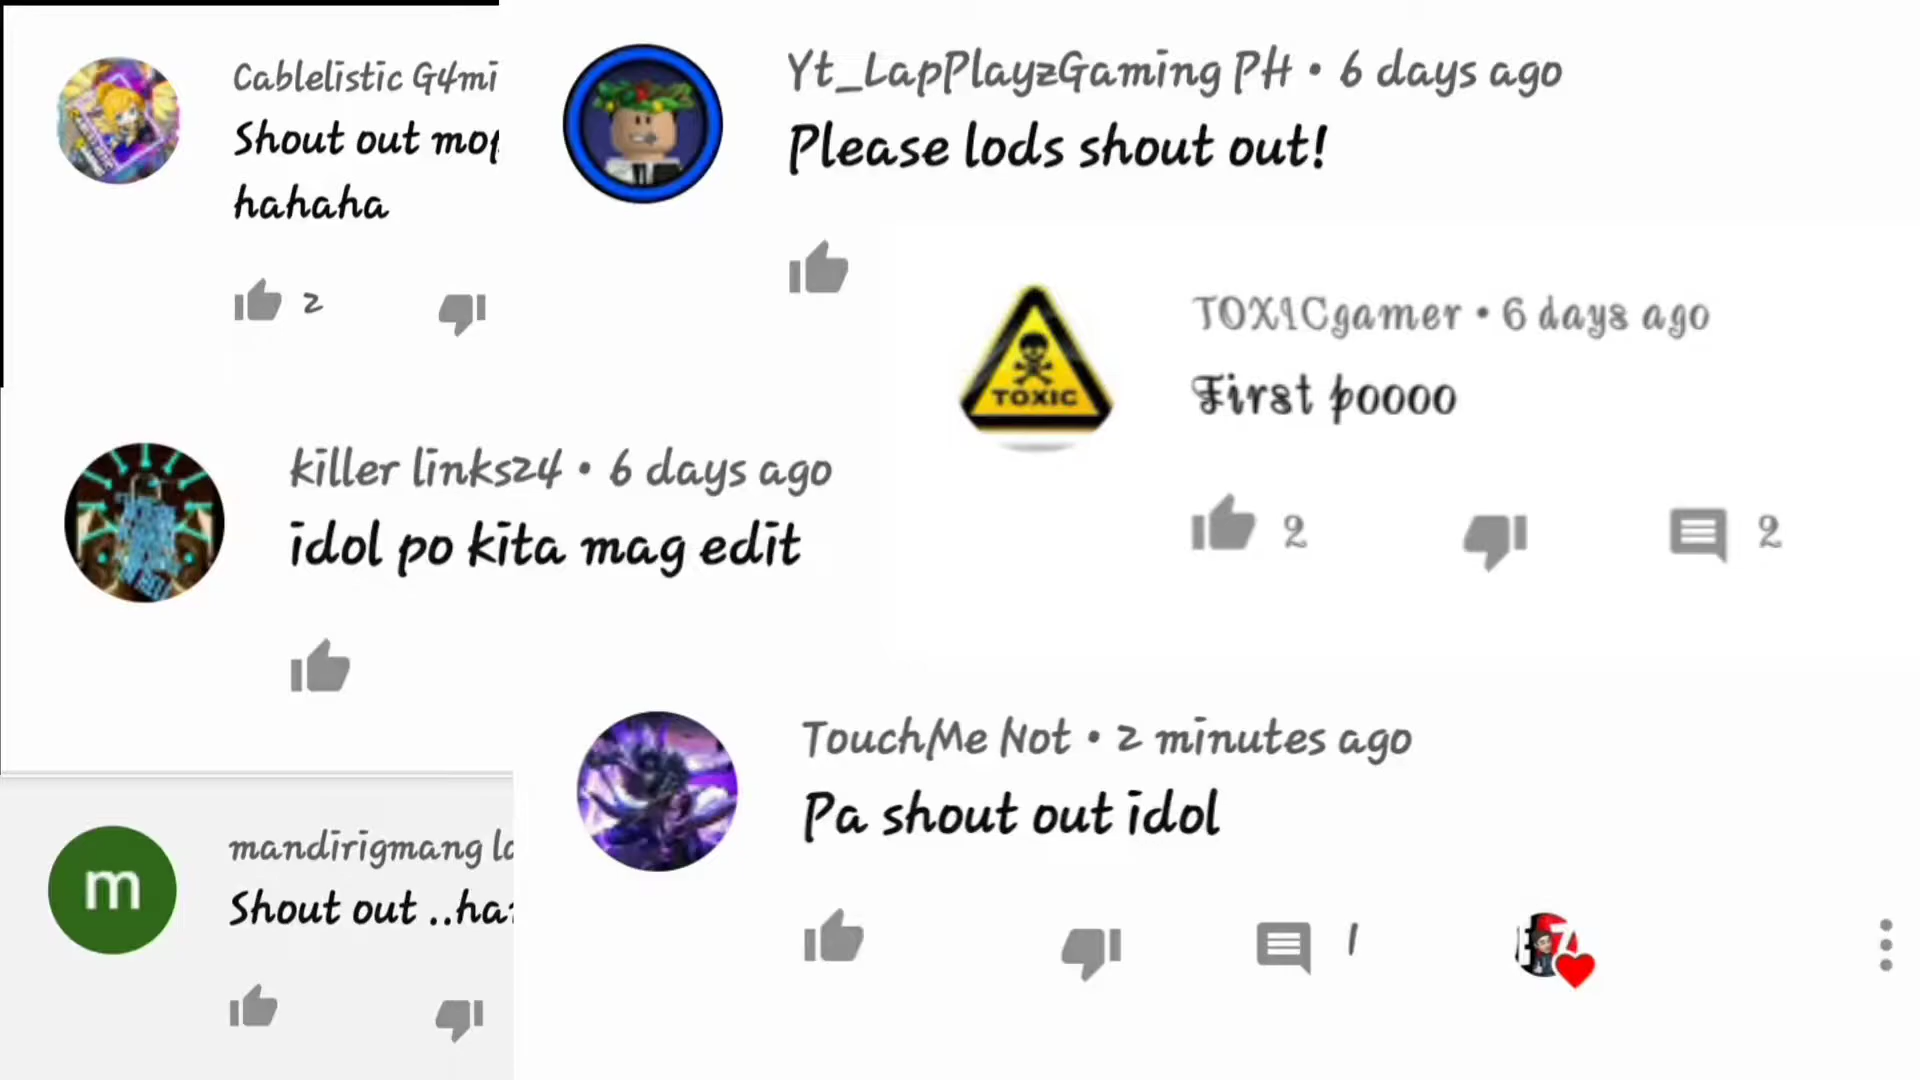 Cablelistic G4mi
Shout out
hahaha
2
Yt_LapPlayzGaming PH • 6 days ago
Please lods shout out!
TOXICgamer • 6 days ago
First poooo
2 2
TOXIC
killer links24 • 6 days ago
idol po kita mag edit
TouchMe Not • 2 minutes ago
Pa shout out idol
1
m
mandirigmang
Shout out ..